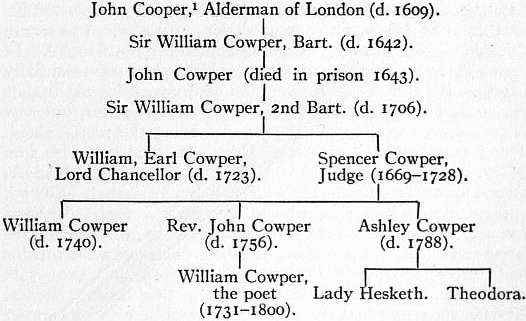 John Cooper,¹ Alderman of London (d. 1609).
Sir William Cowper, Bart. (d. 1642).
John Cowper (died in prison 1643).
Sir William Cowper, 2nd Bart. (d. 1706).
William, Earl Cowper,
Lord Chancellor (d. 1723).
Spencer Cowper,
Judge (1669–1728).
William Cowper
(d. 1740).
Rev. John Cowper
(d. 1756).
Ashley Cowper
(d. 1788).
William Cowper,
the poet
(1731–1800).
Lady Hesketh.
Theodora.